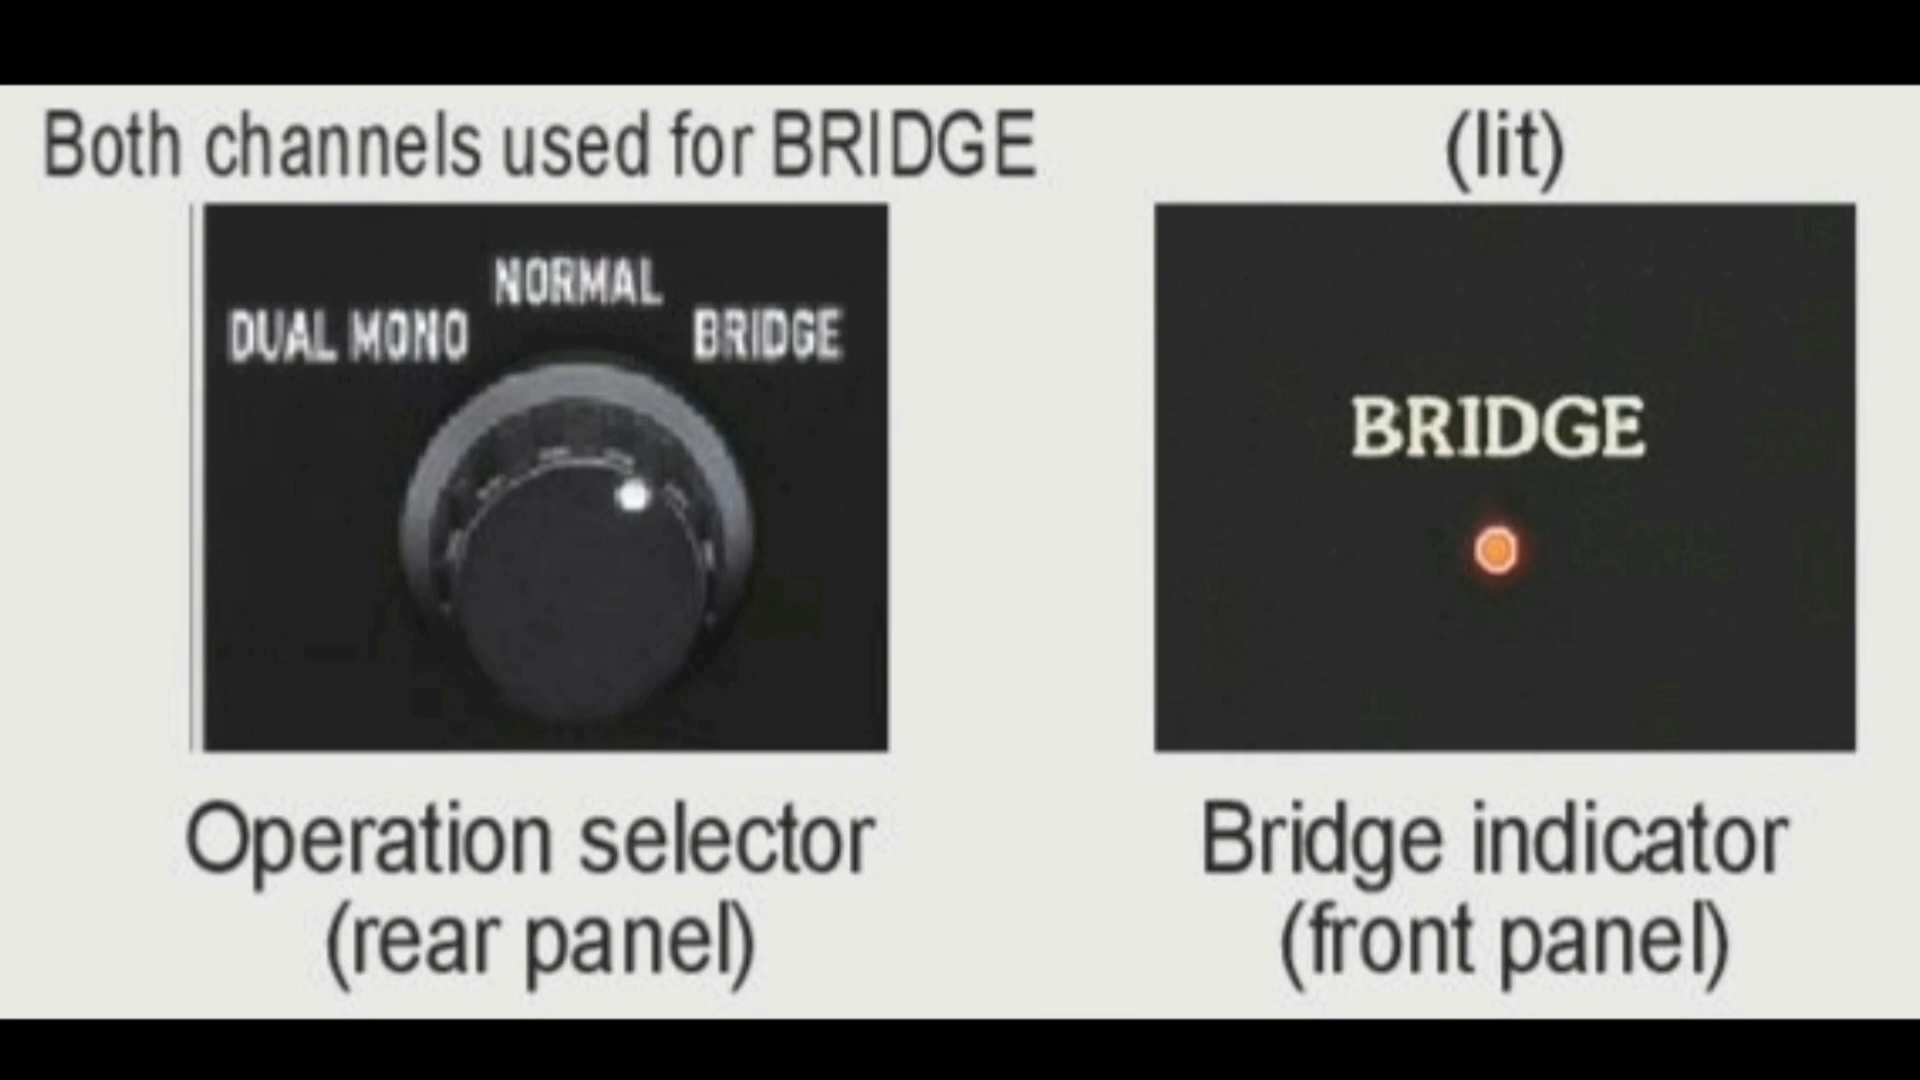 Both channels used for BRIDGE
(lit)
NORMAL
DUAL MONO
BRIDGE
BRIDGE
Operation selector
(rear panel)
Bridge indicator
(front panel)